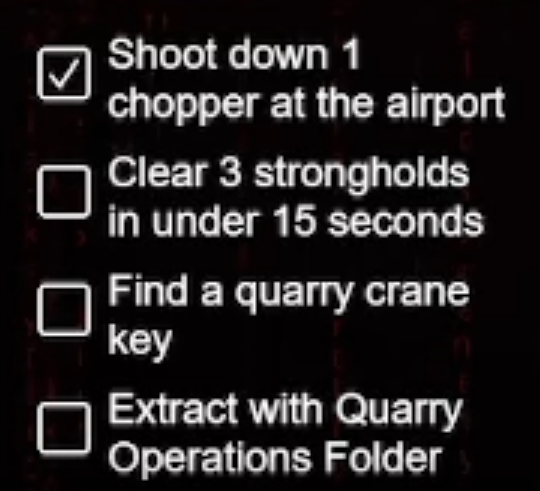 Shoot down 1
chopper at the airport
Clear 3 strongholds
in under 15 seconds
Find a quarry crane
key
Extract with Quarry
Operations Folder